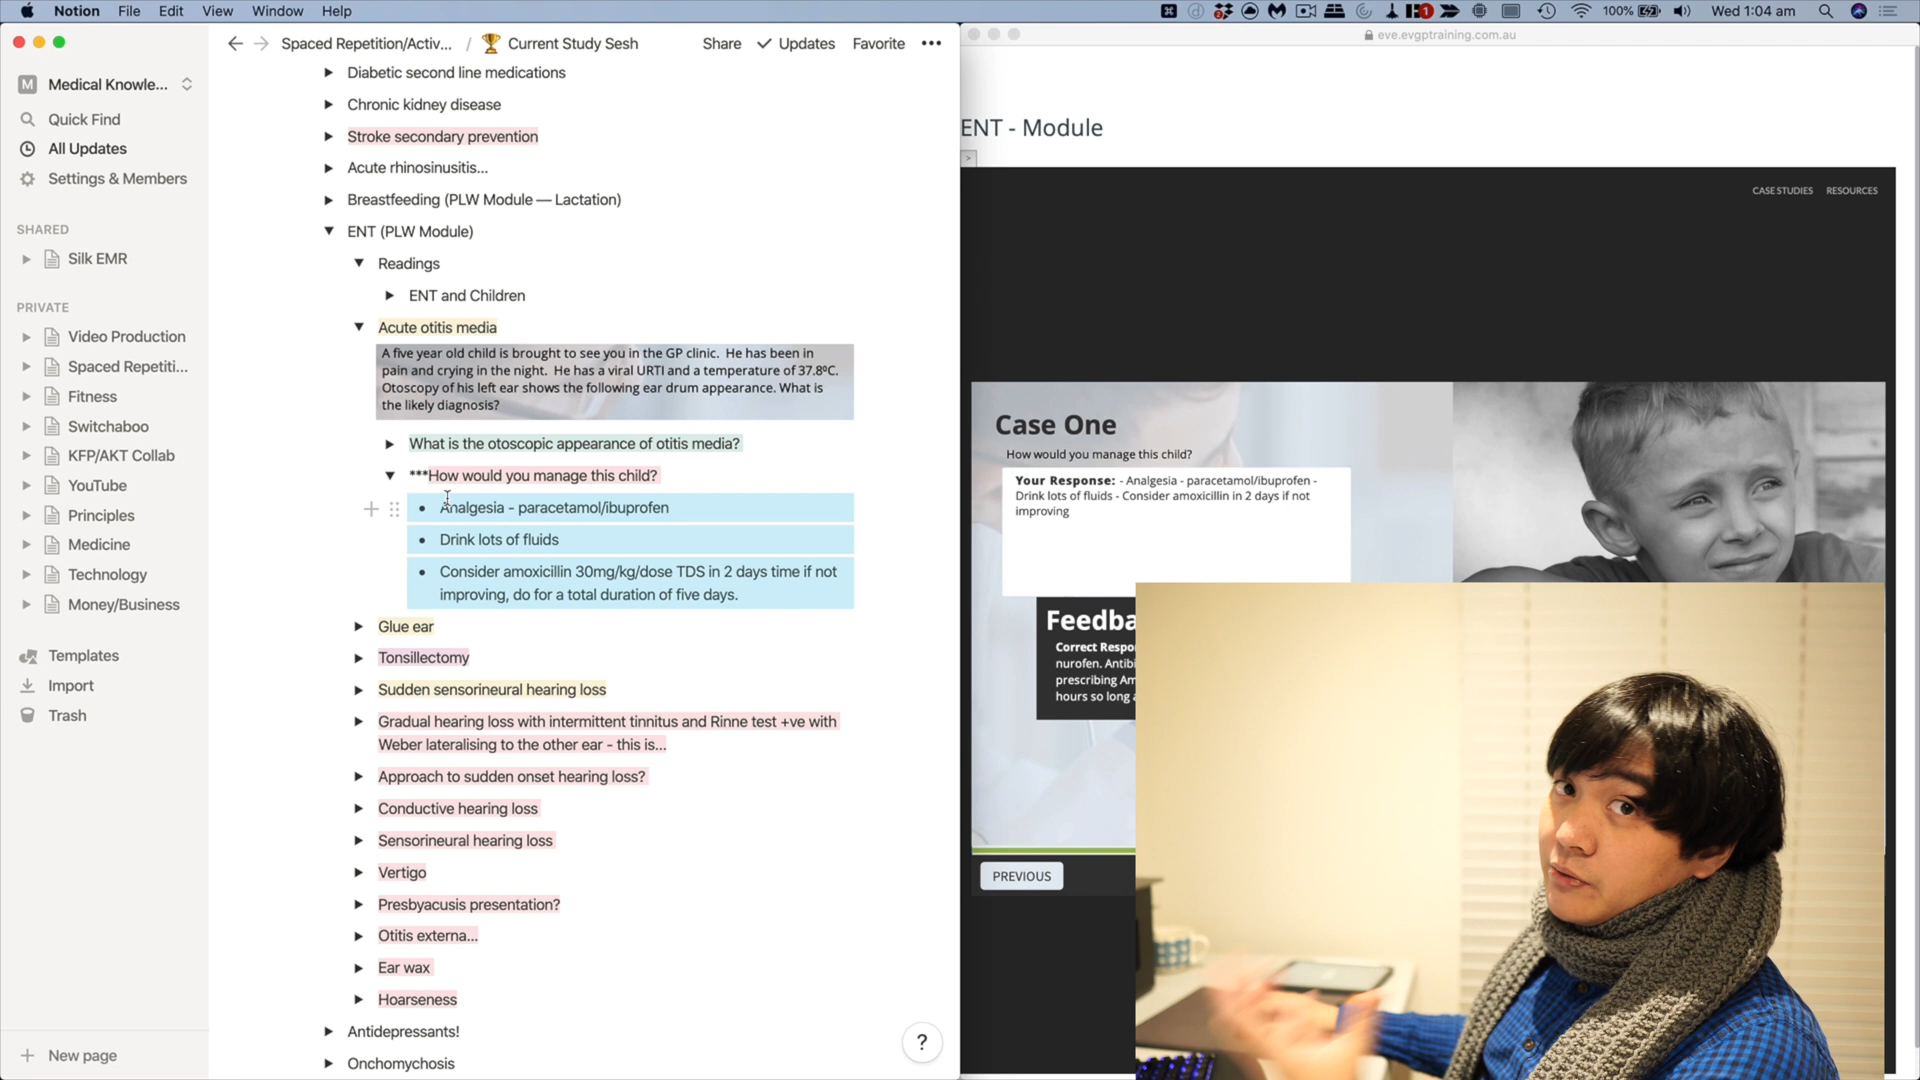 Notion File Edit View Window Help
1
100%
Wed 1:04 am
Spaced Repetition/Activ... / Current Study Sesh
Share Updates Favorite •••
eve.evgptraining.com.au
M Medical Knowle...
Quick Find
All Updates
Settings & Members
SHARED
Silk EMR
PRIVATE
Video Production
Spaced Repetiti...
Fitness
Switchaboo
KFP/AKT Collab
YouTube
Principles
Medicine
Technology
Money/Business
Templates
Import
Trash
+ New page
Diabetic second line medications
Chronic kidney disease
Stroke secondary prevention
Acute rhinosinusitis...
Breastfeeding (PLW Module — Lactation)
ENT (PLW Module)
Readings
ENT and Children
Acute otitis media
A five year old child is brought to see you in the GP clinic. He has been in
pain and crying in the night. He has a viral URTI and a temperature of 37.8ºC.
Otoscopy of his left ear shows the following ear drum appearance. What is
the likely diagnosis?
What is the otoscopic appearance of otitis media?
***How would you manage this child?
• Analgesia - paracetamol/ibuprofen
• Drink lots of fluids
• Consider amoxicillin 30mg/kg/dose TDS in 2 days time if not
improving, do for a total duration of five days.
Glue ear
Tonsillectomy
Sudden sensorineural hearing loss
Gradual hearing loss with intermittent tinnitus and Rinne test +ve with
Weber lateralising to the other ear - this is...
Approach to sudden onset hearing loss?
Conductive hearing loss
Sensorineural hearing loss
Vertigo
Presbyacusis presentation?
Otitis externa...
Ear wax
Hoarseness
Antidepressants!
Onchomychosis
?
ENT - Module
>
CASE STUDIES RESOURCES
Case One
How would you manage this child?
Your Response: - Analgesia - paracetamol/ibuprofen -
Drink lots of fluids - Consider amoxicillin in 2 days if not
improving
Feedba
Correct Respo
nurofen. Antibi
prescribing Am
hours so long a
PREVIOUS